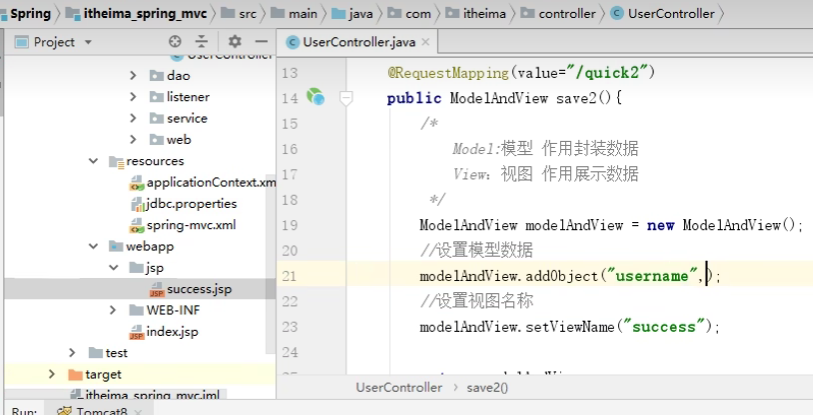 Spring itheima_spring_mvc src main java com itheima controller UserController
Project
UserController.java
UserController
dao
listener
service
web
resources
applicationContext.xm
jdbc.properties
spring-mvc.xml
webapp
jsp
success.jsp
WEB-INF
index.jsp
test
target
itheima_spring_mvc.iml
13 @RequestMapping(value="/quick2")
14 public ModelAndView save2(){
15 /*
16 Model:模型 作用封装数据
17 View：视图 作用展示数据
18 */
19 ModelAndView modelAndView = new ModelAndView();
20 //设置模型数据
21 modelAndView.addObject("username",);
22 //设置视图名称
23 modelAndView.setViewName("success");
24
UserController save2()
Run: Tomcat8